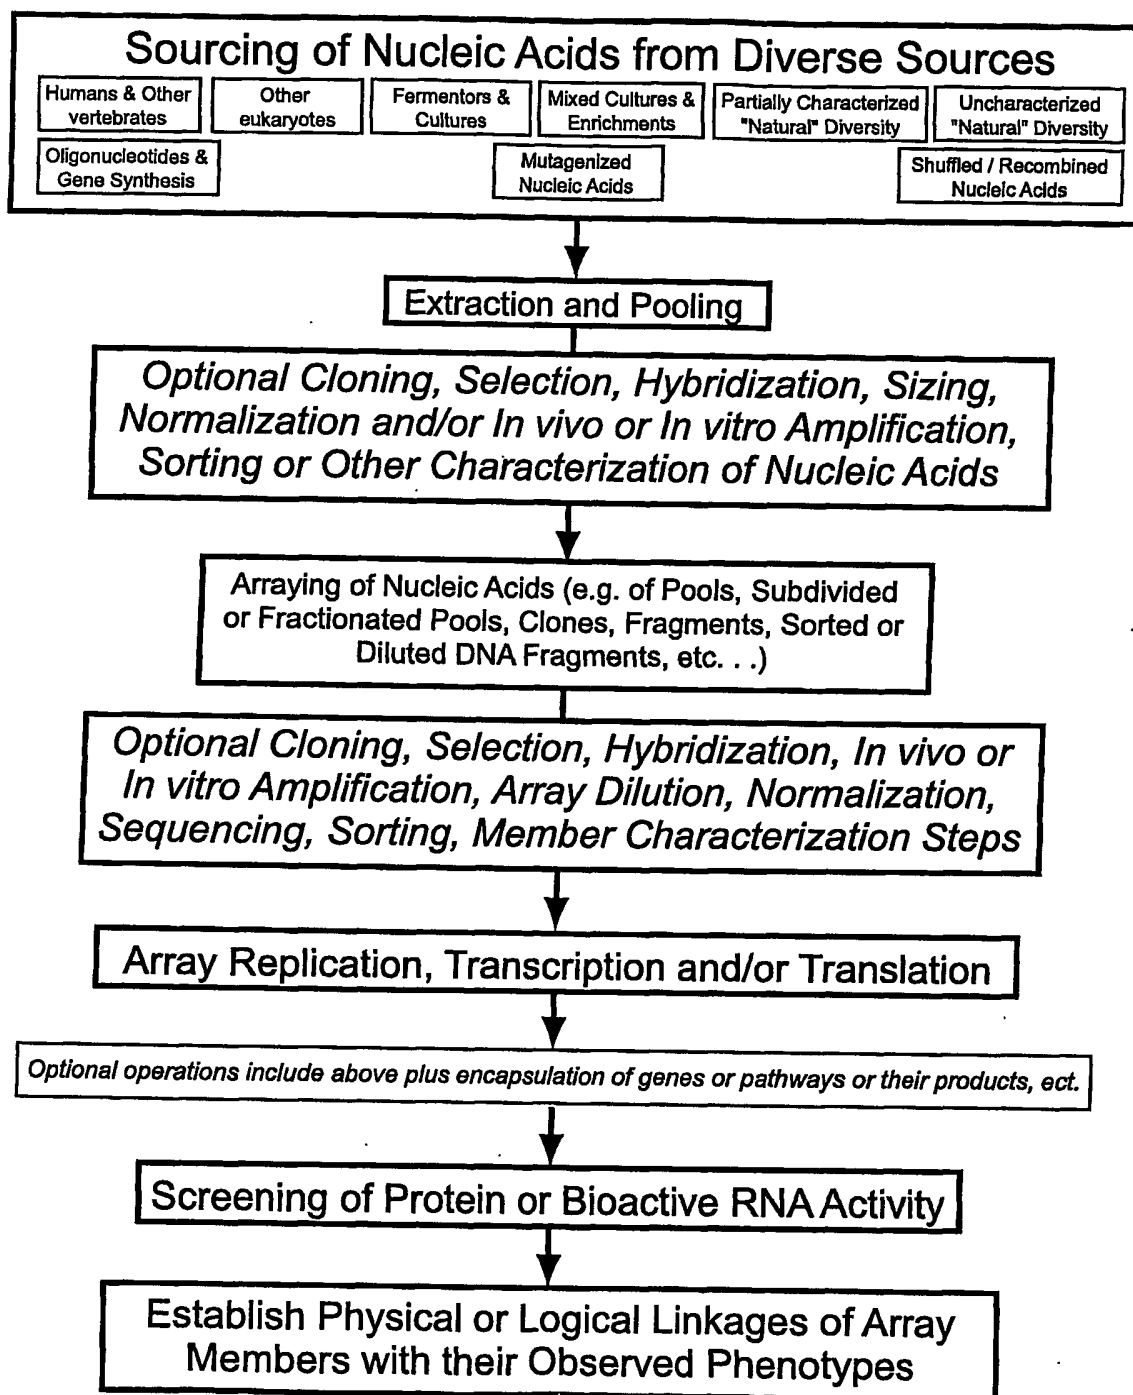 Sourcing of Nucleic Acids from Diverse Sources
Humans & Other
vertebrates
Other
eukaryotes
Fermentors &
Cultures
Mixed Cultures &
Enrichments
Partially Characterized
"Natural" Diversity
Uncharacterized
"Natural" Diversity
Oligonucleotides &
Gene Synthesis
Mutagenized
Nucleic Acids
Shuffled / Recombined
Nucleic Acids
Extraction and Pooling
Optional Cloning, Selection, Hybridization, Sizing,
Normalization and/or In vivo or In vitro Amplification,
Sorting or Other Characterization of Nucleic Acids
Arraying of Nucleic Acids (e.g. of Pools, Subdivided
or Fractionated Pools, Clones, Fragments, Sorted or
Diluted DNA Fragments, etc. . .)
Optional Cloning, Selection, Hybridization, In vivo or
In vitro Amplification, Array Dilution, Normalization,
Sequencing, Sorting, Member Characterization Steps
Array Replication, Transcription and/or Translation
Optional operations include above plus encapsulation of genes or pathways or their products, ect.
Screening of Protein or Bioactive RNA Activity
Establish Physical or Logical Linkages of Array
Members with their Observed Phenotypes